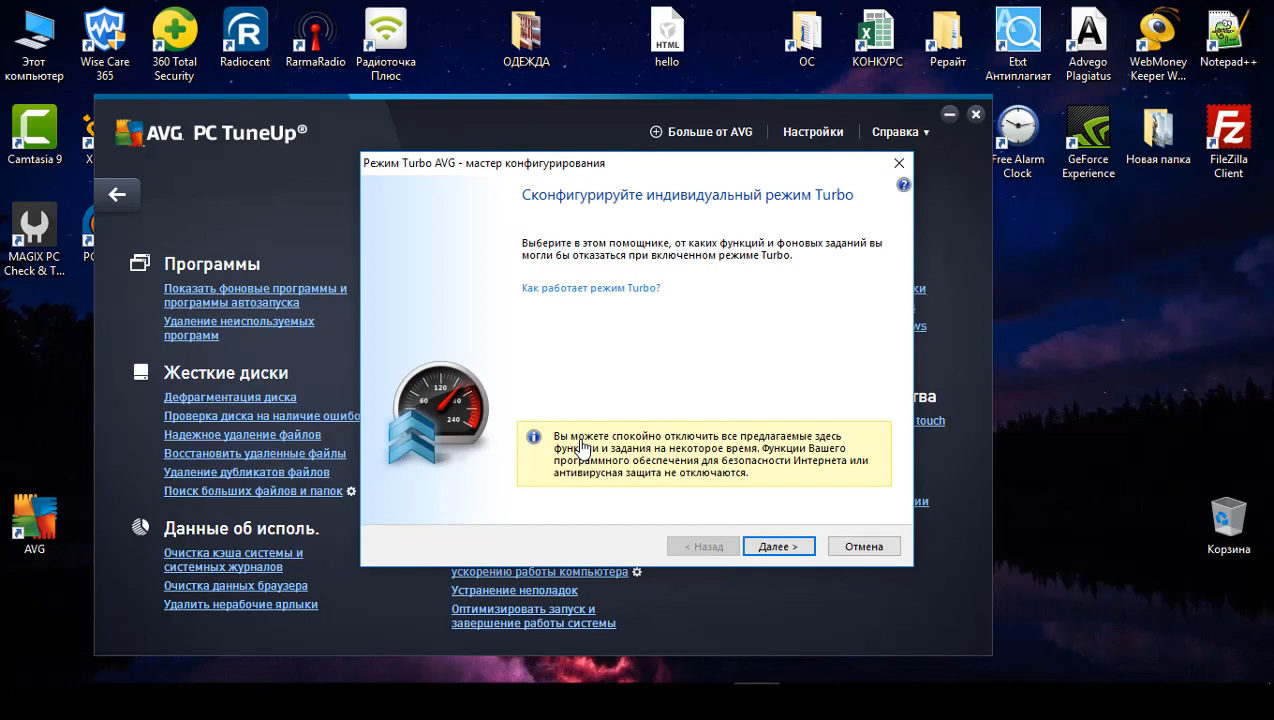 Этот компьютер
Wise Care 365
360 Total Security
Radiocent
RarmaRadio
Радиоточка Плюс
ОДЕЖДА
HTML
hello
ОС
КОНКУРС
Рерайт
Etxt Антиплагиат
Advego Plagiatus
WebMoney Keeper W...
Notepad++
Camtasia 9
Free Alarm Clock
GeForce Experience
Новая папка
FileZilla Client
MAGIX PC Check & T...
AVG
Корзина
AVG. PC TuneUp®
Больше от AVG
Настройки
Справка
Программы
Показать фоновые программы и
программы автозапуска
Удаление неиспользуемых
программ
Жесткие диски
Дефрагментация диска
Проверка диска на наличие ошибо
Надежное удаление файлов
Восстановить удаленные файлы
Удаление дубликатов файлов
Поиск больших файлов и папок
Данные об исполь.
Очистка кэша системы и
системных журналов
Очистка данных браузера
Удалить нерабочие ярлыки
ускорению работы компьютера
Устранение неполадок
Оптимизировать запуск и
завершение работы системы
touch
Режим Turbo AVG - мастер конфигурирования
Сконфигурируйте индивидуальный режим Turbo
Выберите в этом помощнике, от каких функций и фоновых заданий вы
могли бы отказаться при включенном режиме Turbo.
Как работает режим Turbo?
60
120
240
Вы можете спокойно отключить все предлагаемые здесь
функции и задания на некоторое время. Функции Вашего
программного обеспечения для безопасности Интернета или
антивирусная защита не отключаются.
< Назад
Далее >
Отмена